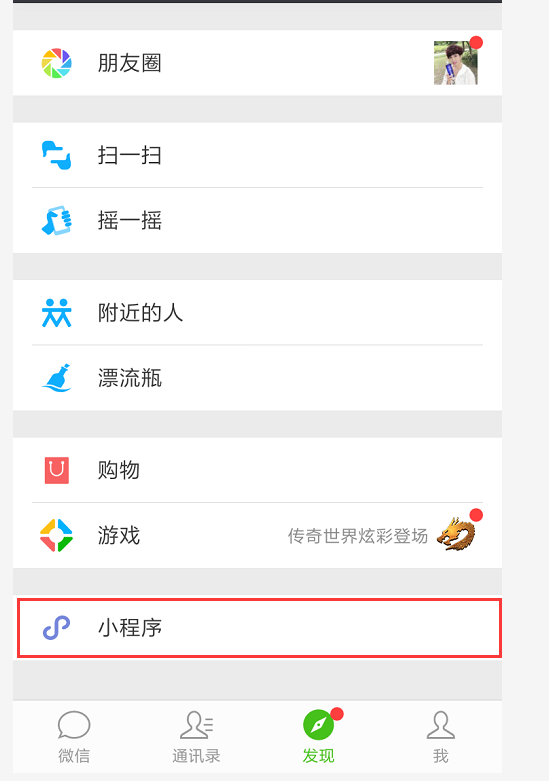 朋友圈
扫一扫
摇一摇
附近的人
漂流瓶
购物
游戏 传奇世界炫彩登场
小程序
微信 通讯录 发现 我